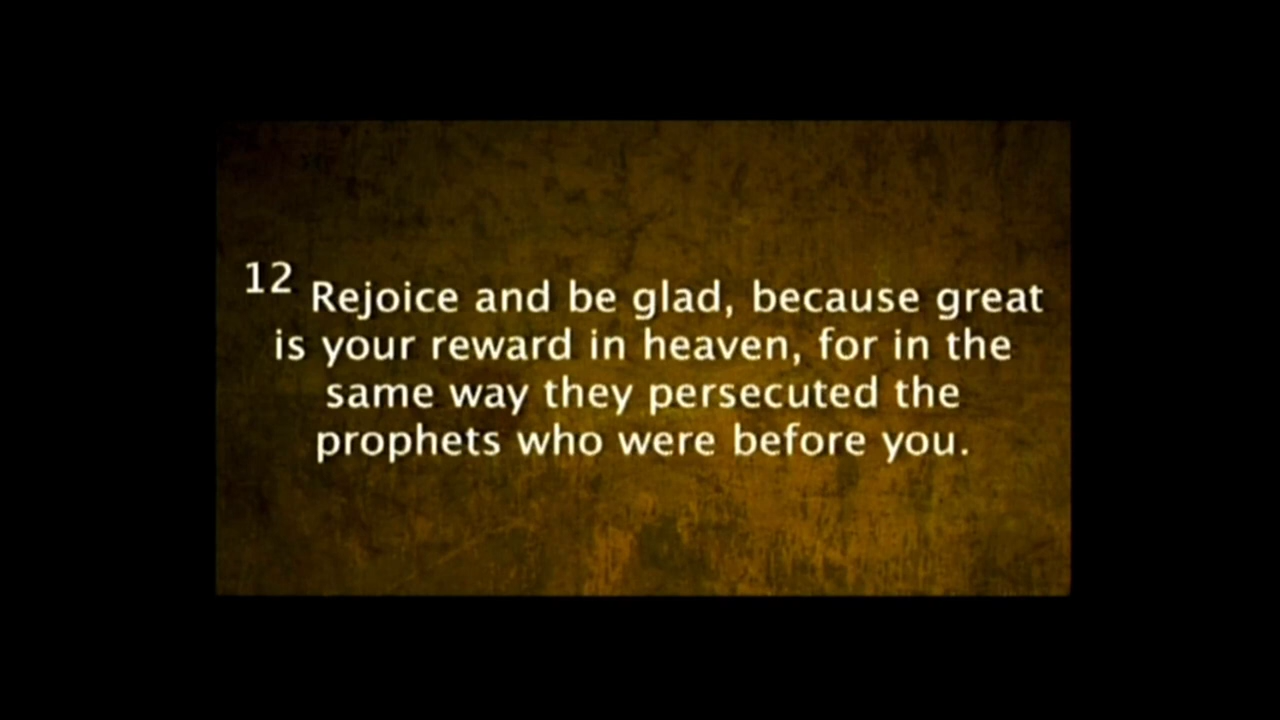 12 Rejoice and be glad, because great
is your reward in heaven, for in the
same way they persecuted the
prophets who were before you.